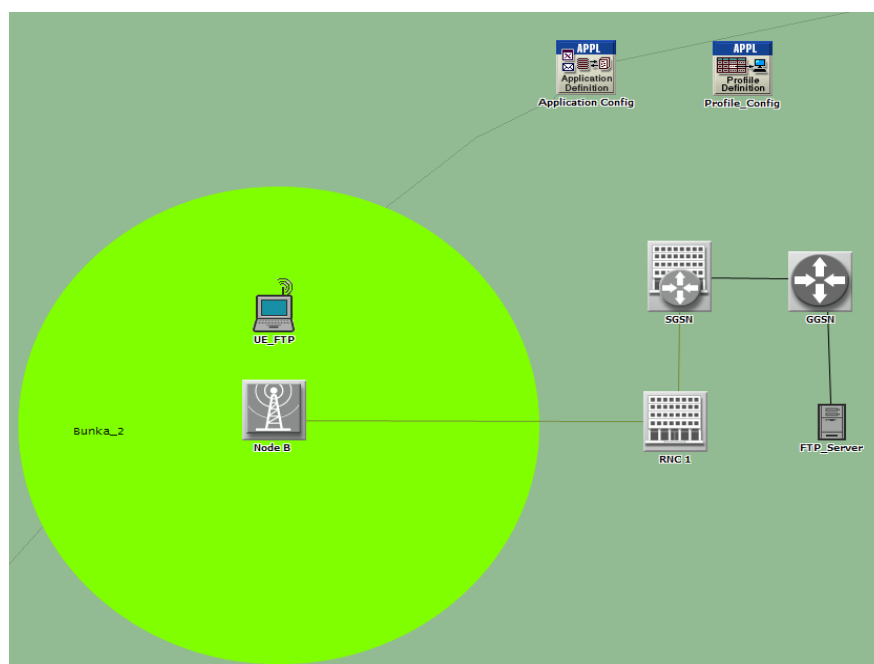 APPL
Application
Definition
Application Config
APPL
Profile
Definition
Profile_Config
UE_FTP
SGSN
GGSN
Bunka_2
Node B
RNC 1
FTP_Server